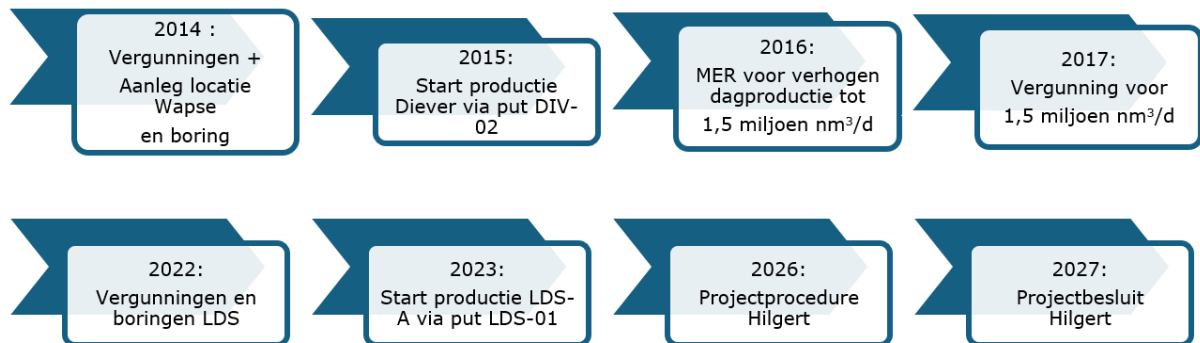 2014 :
Vergunningen +
Aanleg locatie
Wapse
en boring
2015:
Start productie
Diever via put DIV-
02
2016:
MER voor verhogen
dagproductie tot
1,5 miljoen nm³/d
2017:
Vergunning voor
1,5 miljoen nm³/d
2022:
Vergunningen en
boringen LDS
2023:
Start productie LDS-
A via put LDS-01
2026:
Projectprocedure
Hilgert
2027:
Projectbesluit
Hilgert